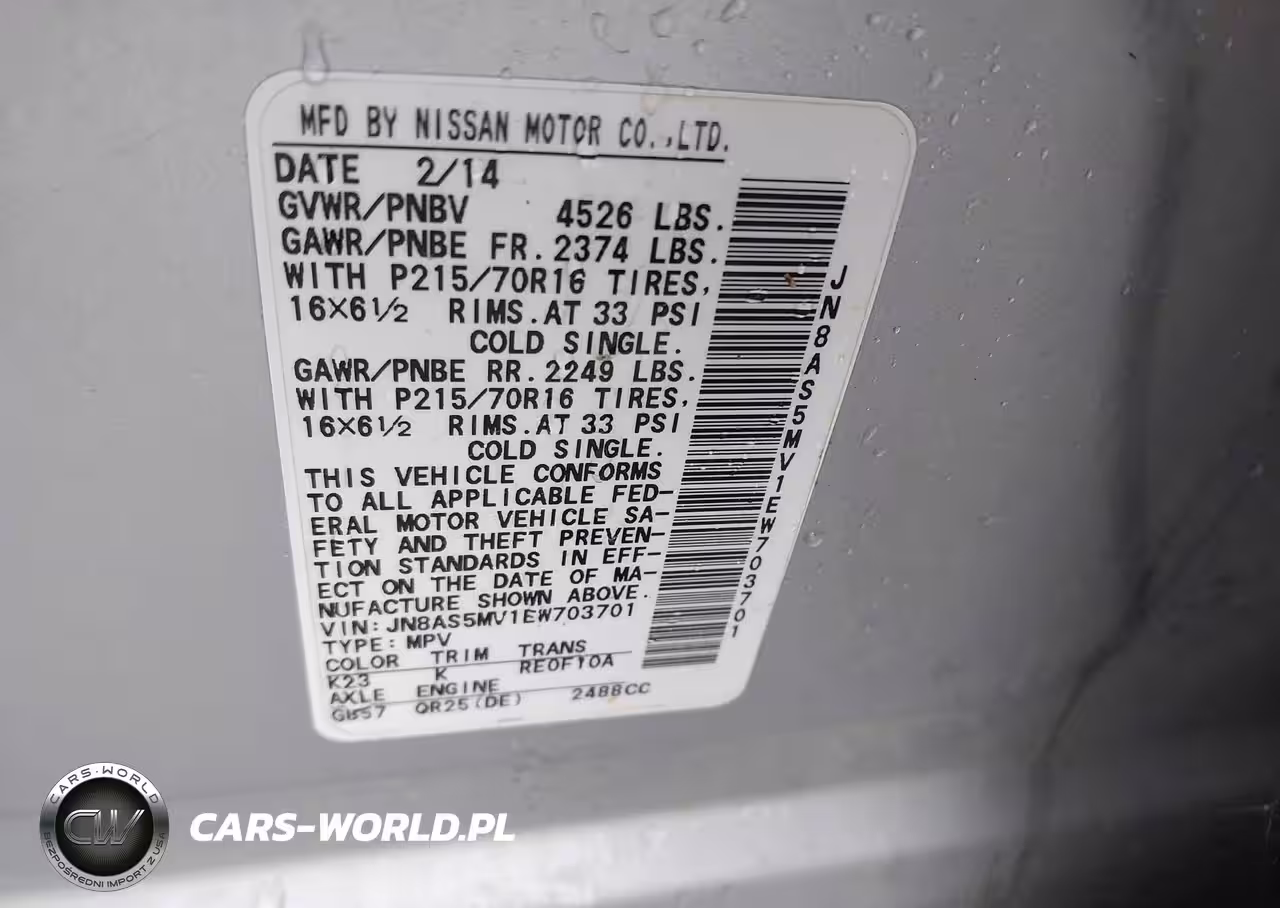 MFD BY NISSAN MOTOR CO.,LTD.
DATE 2/14
GVWR/PNBV 4526 LBS.
GAWR/PNBE FR. 2374 LBS.
WITH P215/70R16 TIRES,
16×6½ RIMS. AT 33 PSI
COLD SINGLE.
GAWR/PNBE RR. 2249 LBS.
WITH P215/70R16 TIRES,
16×6½ RIMS. AT 33 PSI
COLD SINGLE.
THIS VEHICLE CONFORMS
TO ALL APPLICABLE FED-
ERAL MOTOR VEHICLE SA-
FETY AND THEFT PREVEN-
TION STANDARDS IN EFF-
ECT ON THE DATE OF MA-
NUFACTURE SHOWN ABOVE.
VIN: JN8AS5MV1EW703701
TYPE: MPV
COLOR TRIM TRANS
K23 K RE0F10A
AXLE ENGINE
GB57 QR25(DE) 2488CC
JN8AS5MV1EW703701
CARS-WORLD
CW
BEZPOŚREDNI IMPORT Z USA
CARS-WORLD.PL